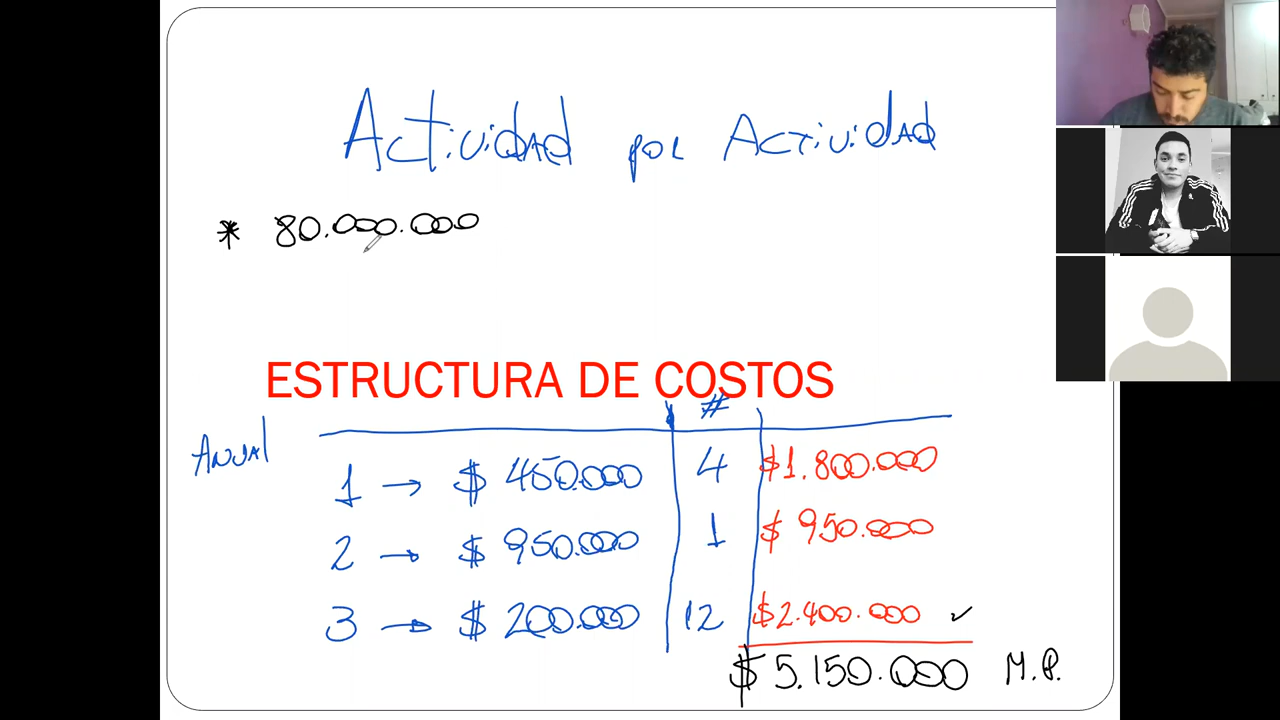 Actividad por Actividad
* 80.000.000
ESTRUCTURA DE COSTOS
#
Anual
1 → $ 450.000 4 $1.800.000
2 → $ 950.000 1 $ 950.000
3 → $ 200.000 12 $2.400.000 ✓
$ 5.150.000 M.P.